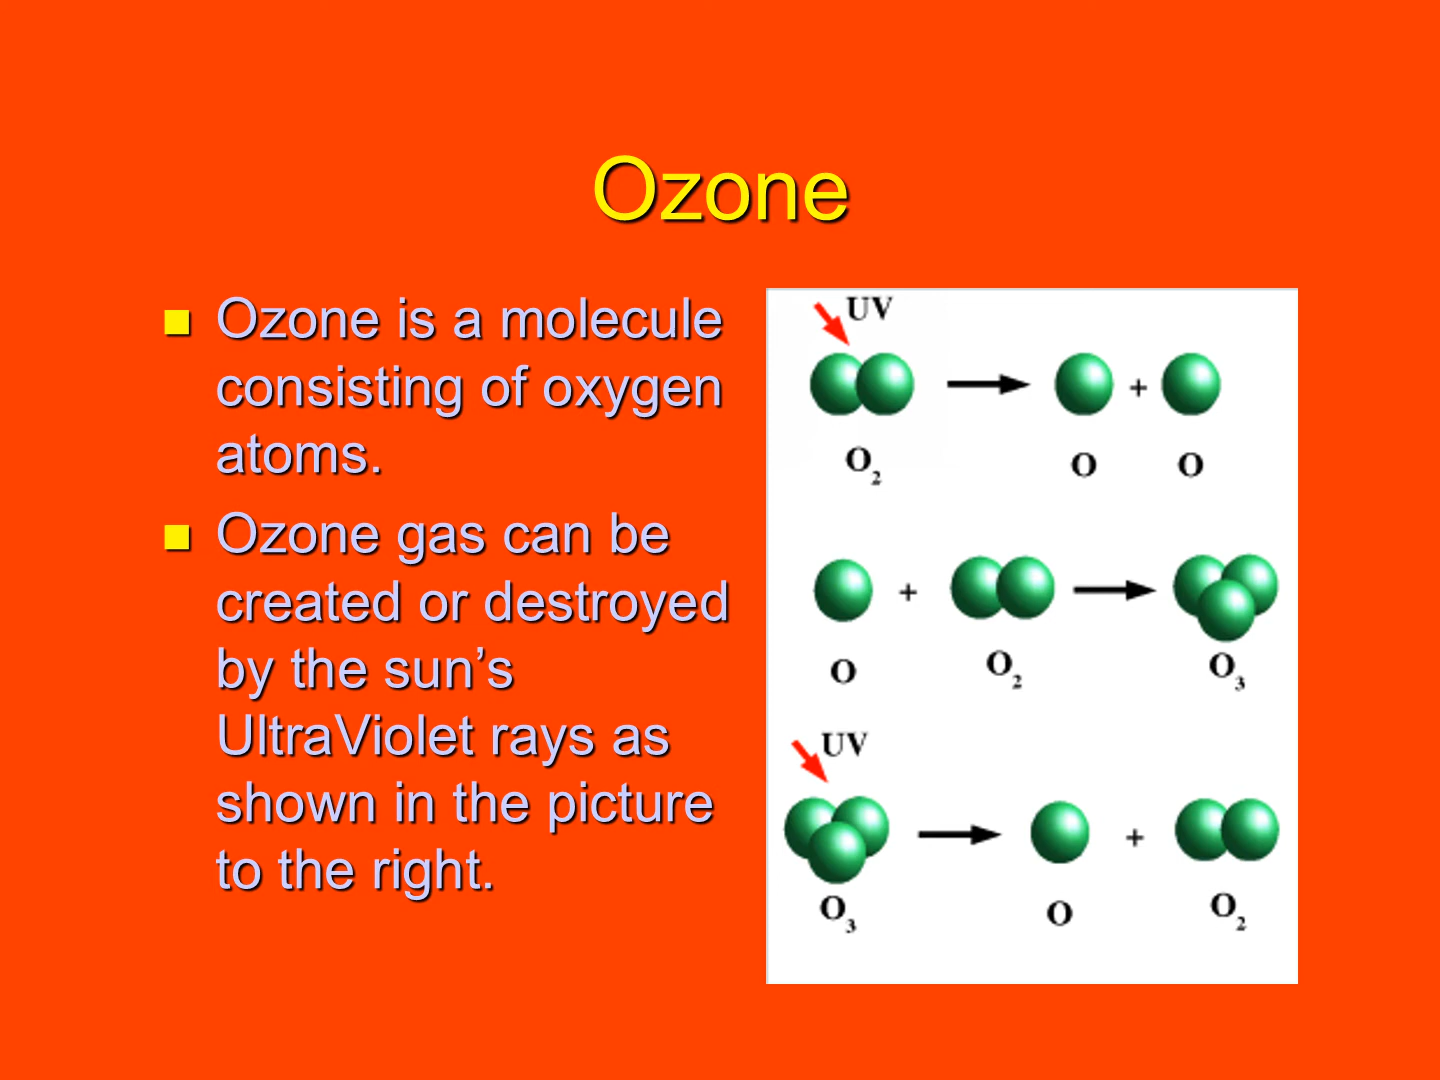 Ozone
Ozone is a molecule
consisting of oxygen
atoms.
Ozone gas can be
created or destroyed
by the sun’s
UltraViolet rays as
shown in the picture
to the right.
UV
+
O₂ O O
+
O O₂ O₃
UV
+
O₃ O O₂